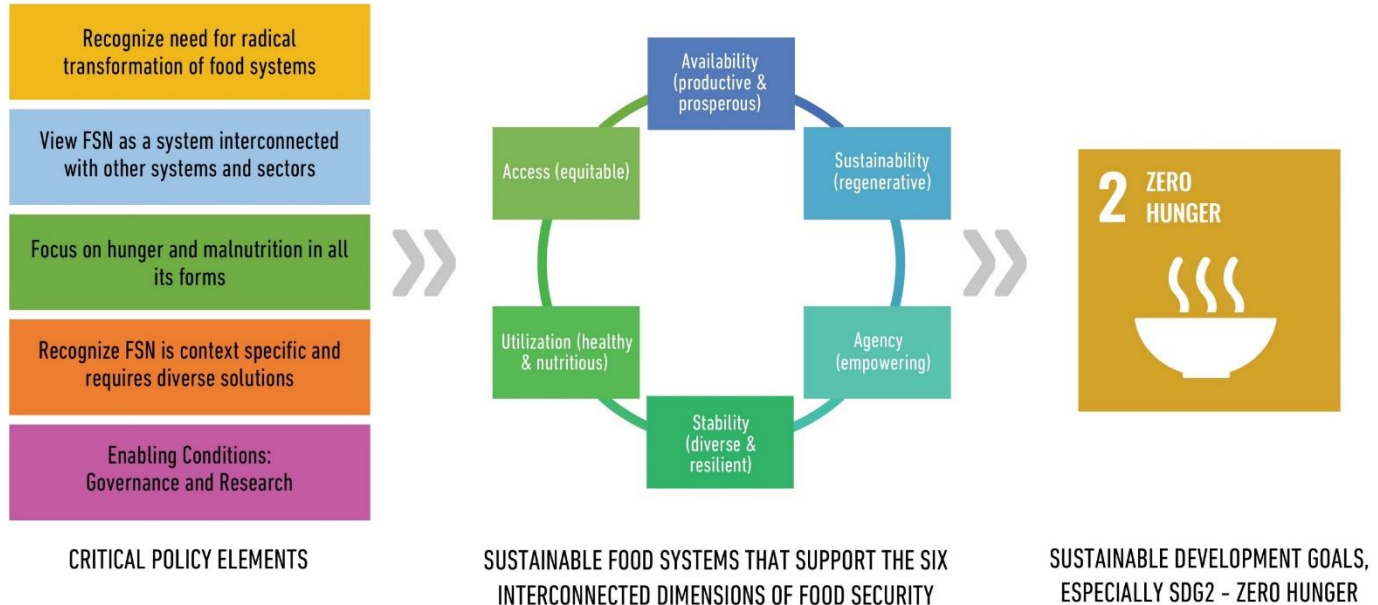 Recognize need for radical
transformation of food systems
View FSN as a system interconnected
with other systems and sectors
Focus on hunger and malnutrition in all
its forms
Recognize FSN is context specific and
requires diverse solutions
Enabling Conditions:
Governance and Research
CRITICAL POLICY ELEMENTS
Availability
(productive &
prosperous)
Access (equitable)
Sustainability
(regenerative)
Utilization (healthy
& nutritious)
Agency
(empowering)
Stability
(diverse &
resilient)
SUSTAINABLE FOOD SYSTEMS THAT SUPPORT THE SIX
INTERCONNECTED DIMENSIONS OF FOOD SECURITY
2 ZERO
HUNGER
SUSTAINABLE DEVELOPMENT GOALS,
ESPECIALLY SDG2 - ZERO HUNGER